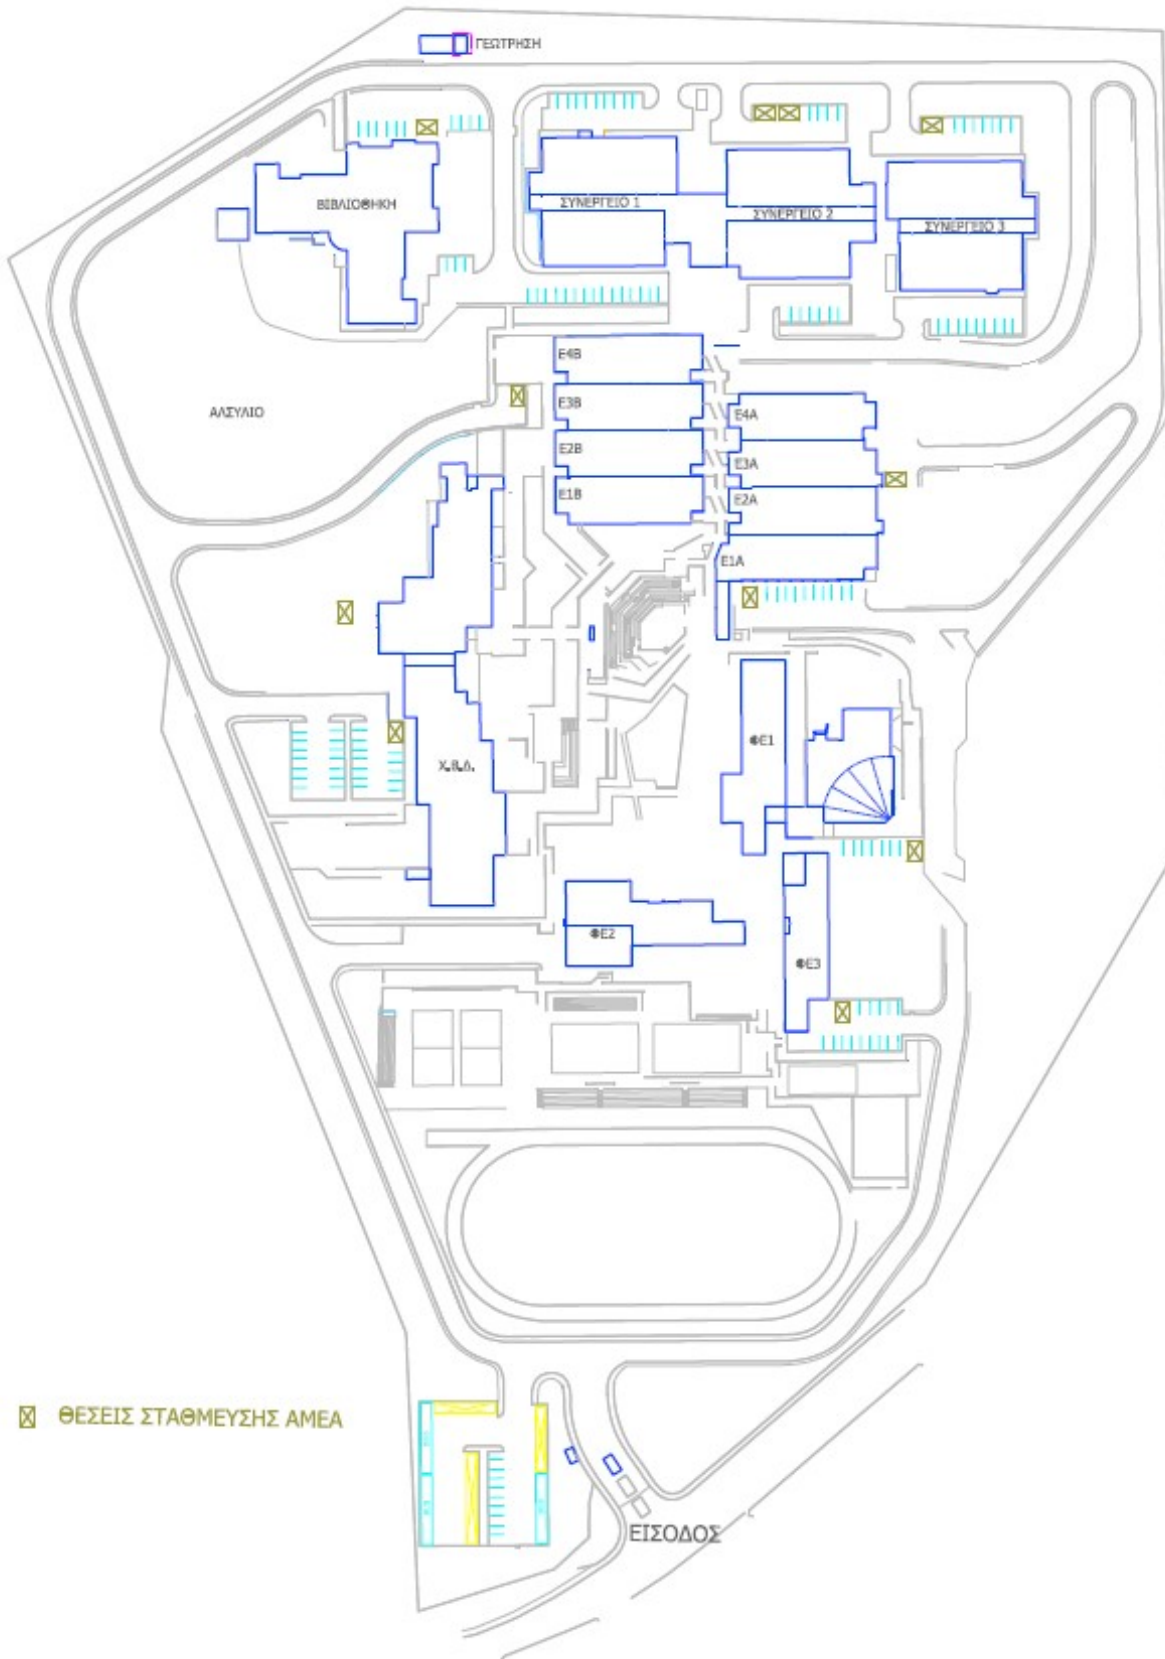 ΓΕΩΤΡΗΣΗ
ΒΙΒΛΙΟΘΗΚΗ
ΣΥΝΕΡΓΕΙΟ 1
ΣΥΝΕΡΓΕΙΟ 2
ΣΥΝΕΡΓΕΙΟ 3
Ε4Β
Ε3Β
Ε2Β
Ε1Β
Ε4Α
Ε3Α
Ε2Α
Ε1Α
ΑΛΣΥΛΙΟ
ΦΕ1
Χ.Β.Δ.
ΦΕ2
ΦΕ3
ΘΕΣΕΙΣ ΣΤΑΘΜΕΥΣΗΣ ΑΜΕΑ
ΕΙΣΟΔΟΣ